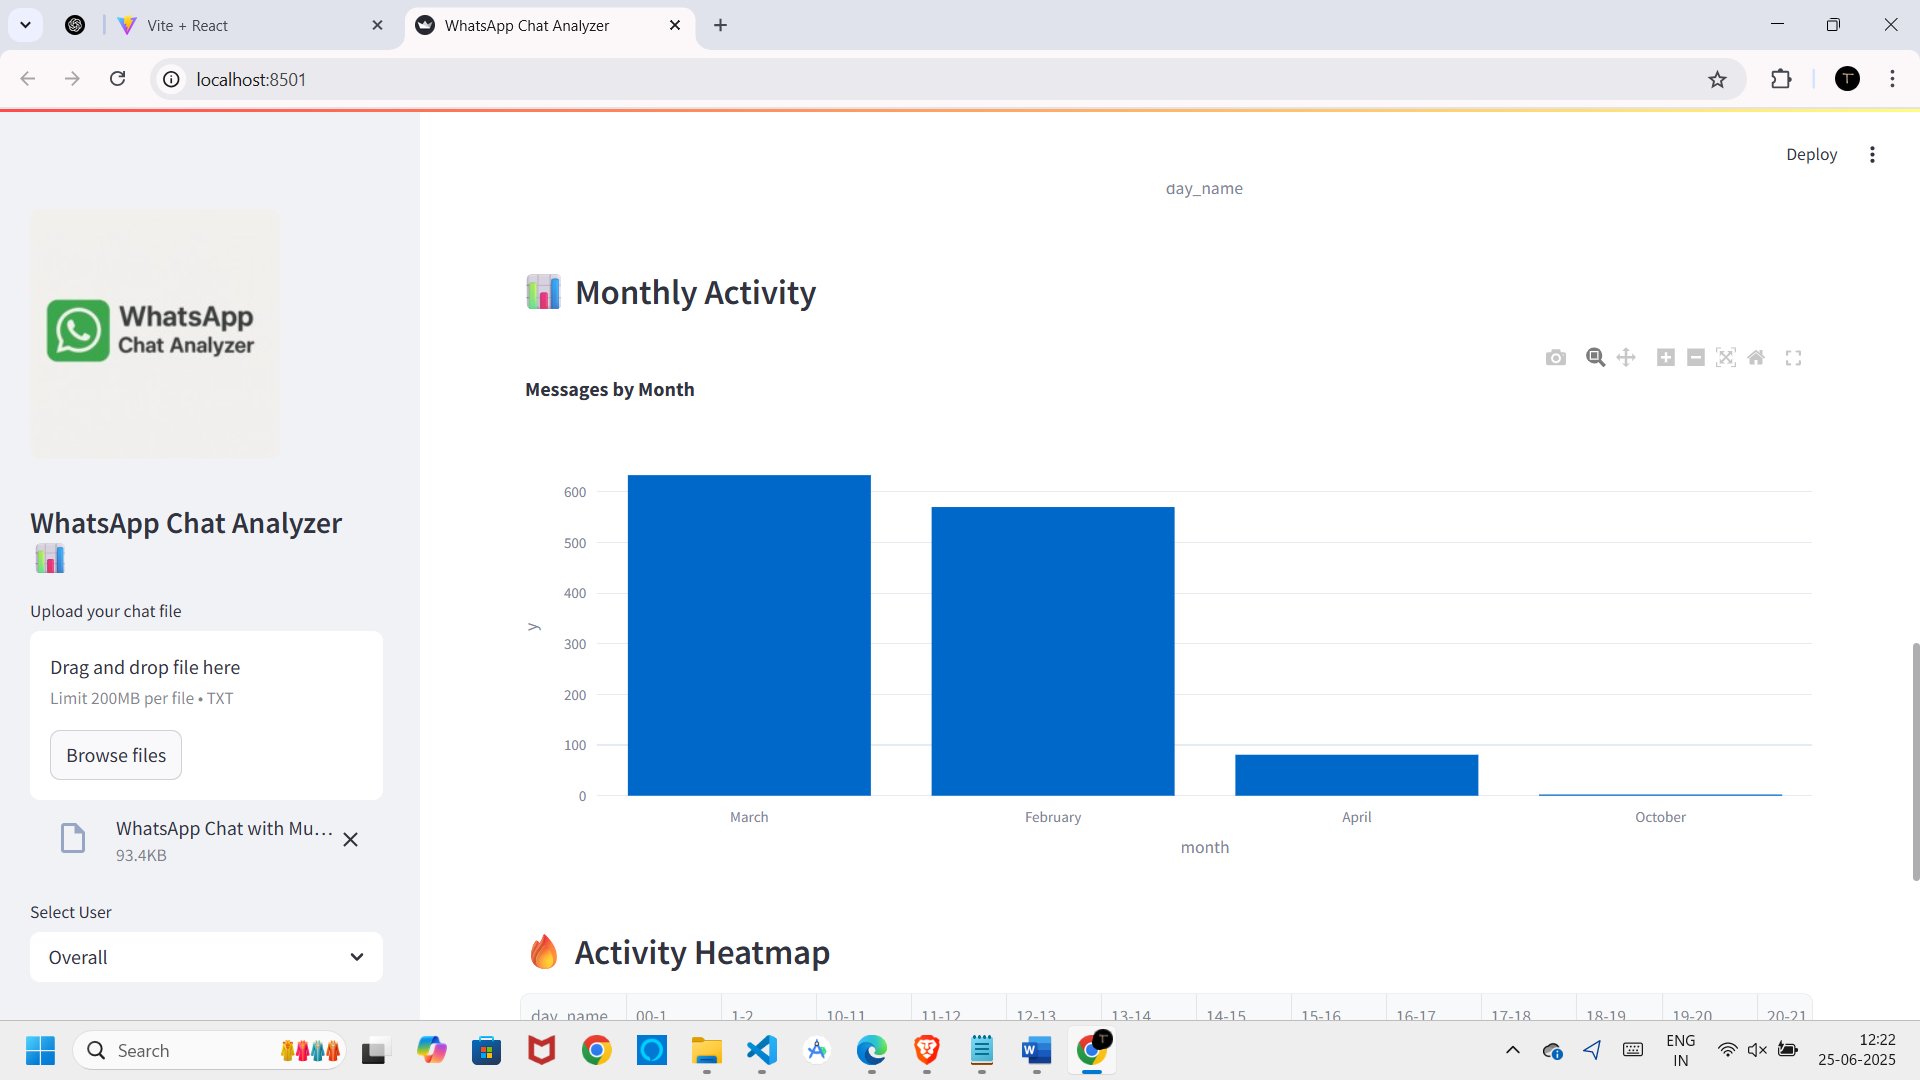 Vite + React
WhatsApp Chat Analyzer
localhost:8501
T
Deploy
day_name
WhatsApp
Chat Analyzer
WhatsApp Chat Analyzer
Upload your chat file
Drag and drop file here
Limit 200MB per file • TXT
Browse files
WhatsApp Chat with Mu...
93.4KB
Select User
Overall
Monthly Activity
Messages by Month
600
500
400
300
200
100
0
y
March February April October
month
Activity Heatmap
day_name 00-1 1-2 10-11 11-12 12-13 13-14 14-15 15-16 16-17 17-18 18-19 19-20 20-21
Search
T
ENG
IN
12:22
25-06-2025